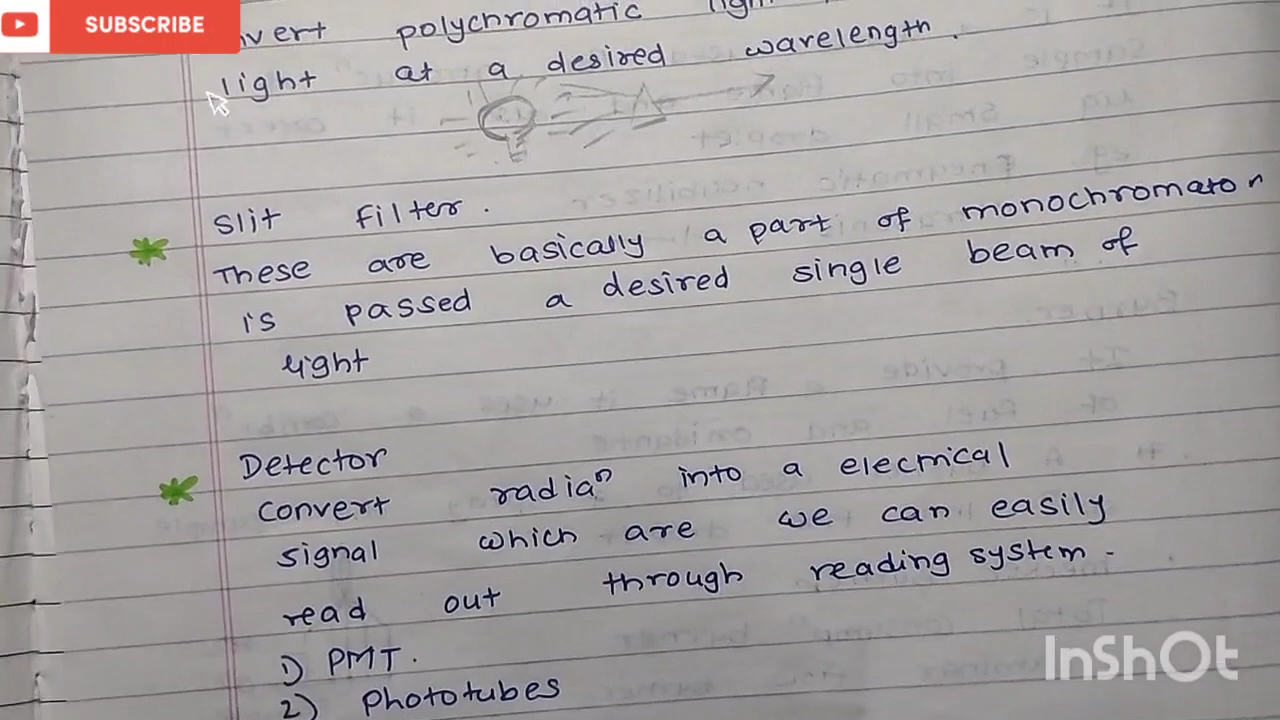 SUBSCRIBE
nvert polychromatic
light at a desired wavelength.
Slit Filter.
These are basically a part of monochromator
is passed a desired single beam of
light
Detector
convert radiaⁿ into a elecrical
signal which are we can easily
read out through reading system.
1) PMT.
2) Phototubes
InShOt